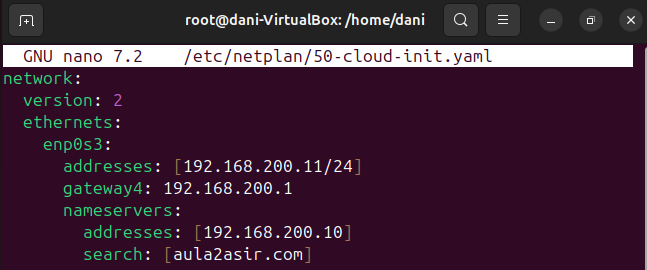 root@dani-VirtualBox: /home/dani
GNU nano 7.2 /etc/netplan/50-cloud-init.yaml
network:
  version: 2
  ethernets:
    enp0s3:
      addresses: [192.168.200.11/24]
      gateway4: 192.168.200.1
      nameservers:
        addresses: [192.168.200.10]
        search: [aula2asir.com]